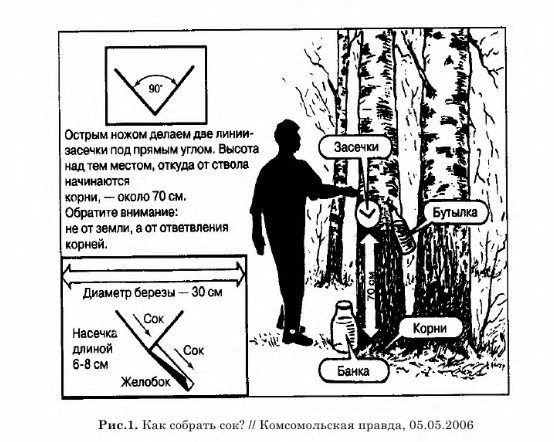 90°
Острым ножом делаем две линии-
засечки под прямым углом. Высота
над тем местом, откуда от ствола
начинаются
корни, — около 70 см.
Обратите внимание:
не от земли, а от ответвления
корней.
Диаметр березы — 30 см
Сок
Насечка
длиной
6-8 см
Сок
Желобок
Засечки
Бутылка
70 см
Корни
Банка
Рис.1. Как собрать сок? // Комсомольская правда, 05.05.2006